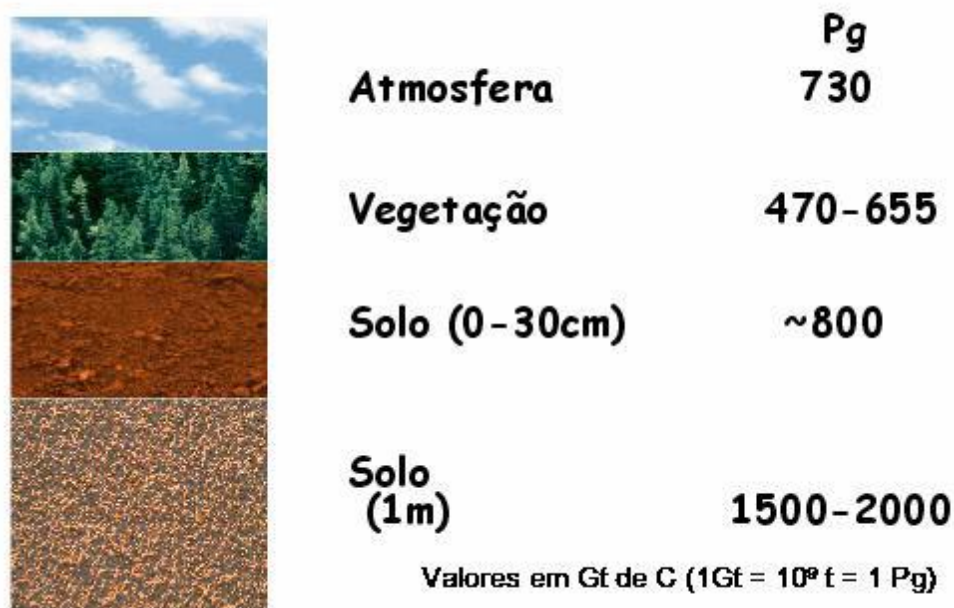 Pg
Atmosfera 730
Vegetação 470-655
Solo (0-30cm) ~800
Solo
(1m) 1500-2000
Valores em Gt de C (1Gt = 10⁹ t = 1 Pg)